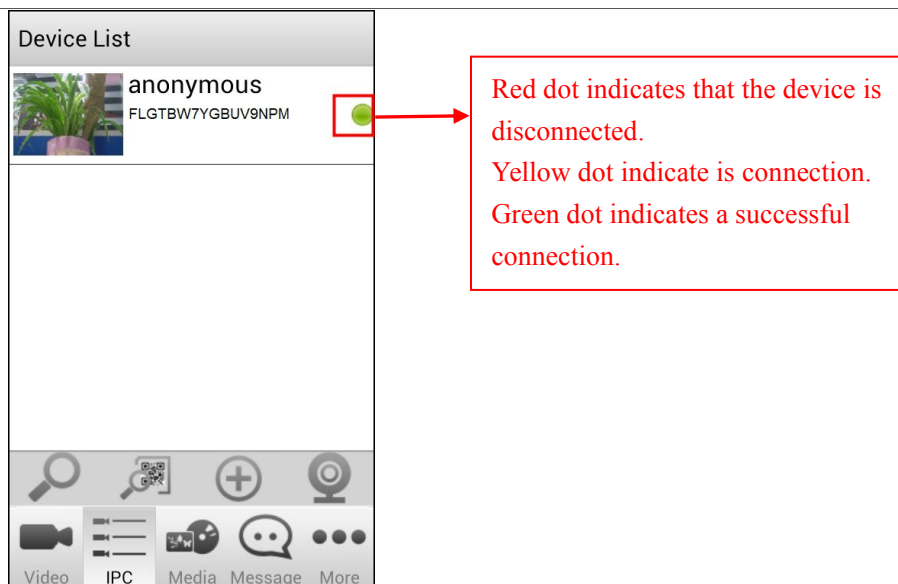 Device List
anonymous
FLGTBW7YGBUV9NPM
Red dot indicates that the device is
disconnected.
Yellow dot indicate is connection.
Green dot indicates a successful
connection.
Video IPC Media Message More